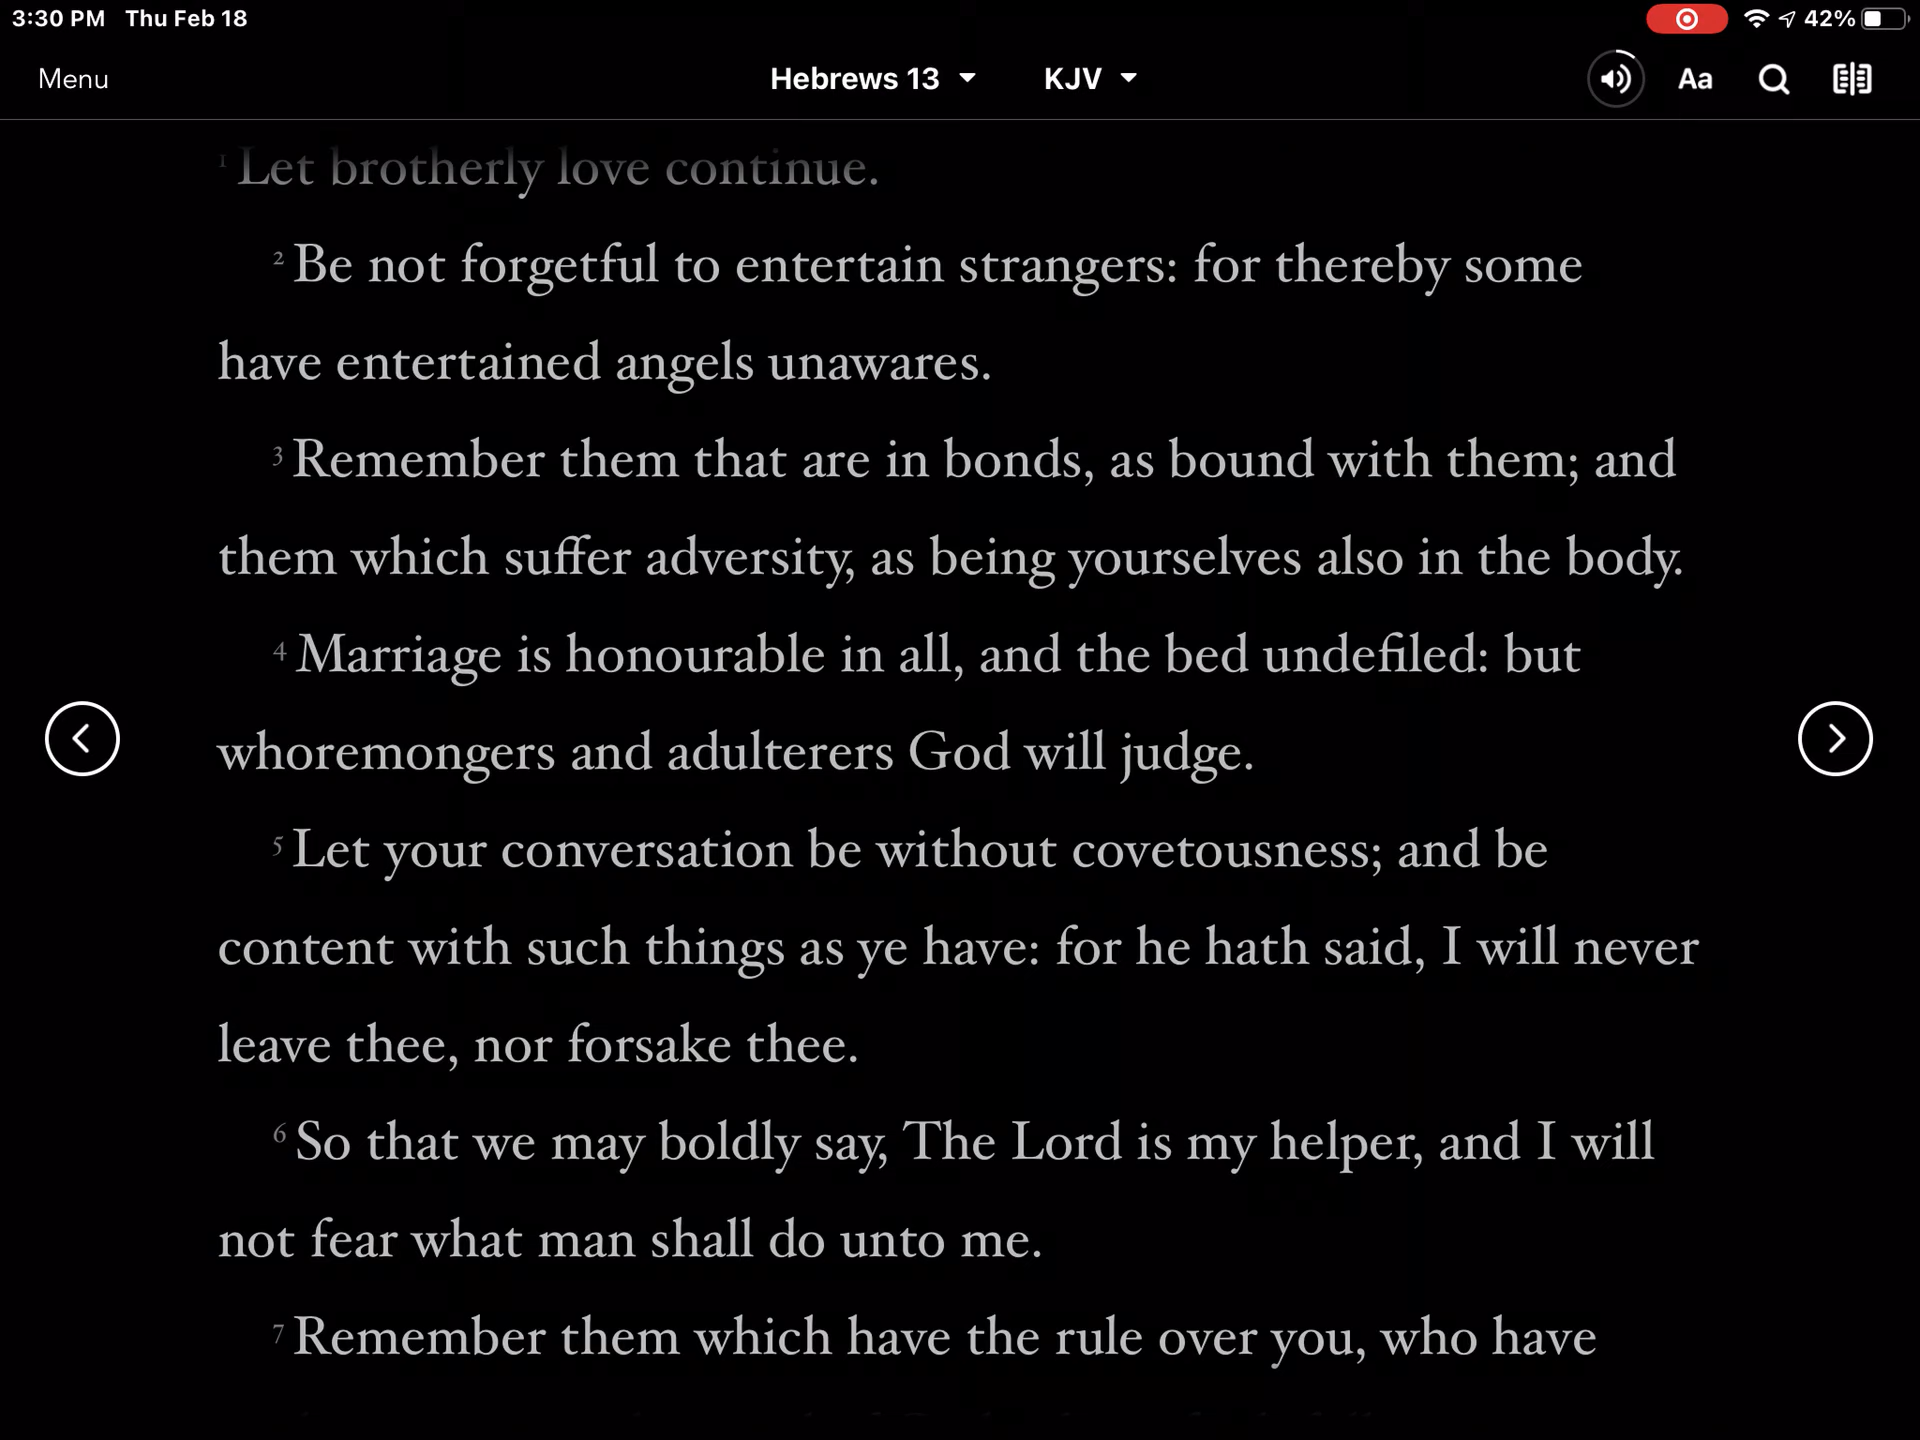 3:30 PM Thu Feb 18 42%
Menu Hebrews 13 KJV Aa
1 Let brotherly love continue.
2 Be not forgetful to entertain strangers: for thereby some
have entertained angels unawares.
3 Remember them that are in bonds, as bound with them; and
them which suffer adversity, as being yourselves also in the body.
4 Marriage is honourable in all, and the bed undefiled: but
whoremongers and adulterers God will judge.
5 Let your conversation be without covetousness; and be
content with such things as ye have: for he hath said, I will never
leave thee, nor forsake thee.
6 So that we may boldly say, The Lord is my helper, and I will
not fear what man shall do unto me.
7 Remember them which have the rule over you, who have